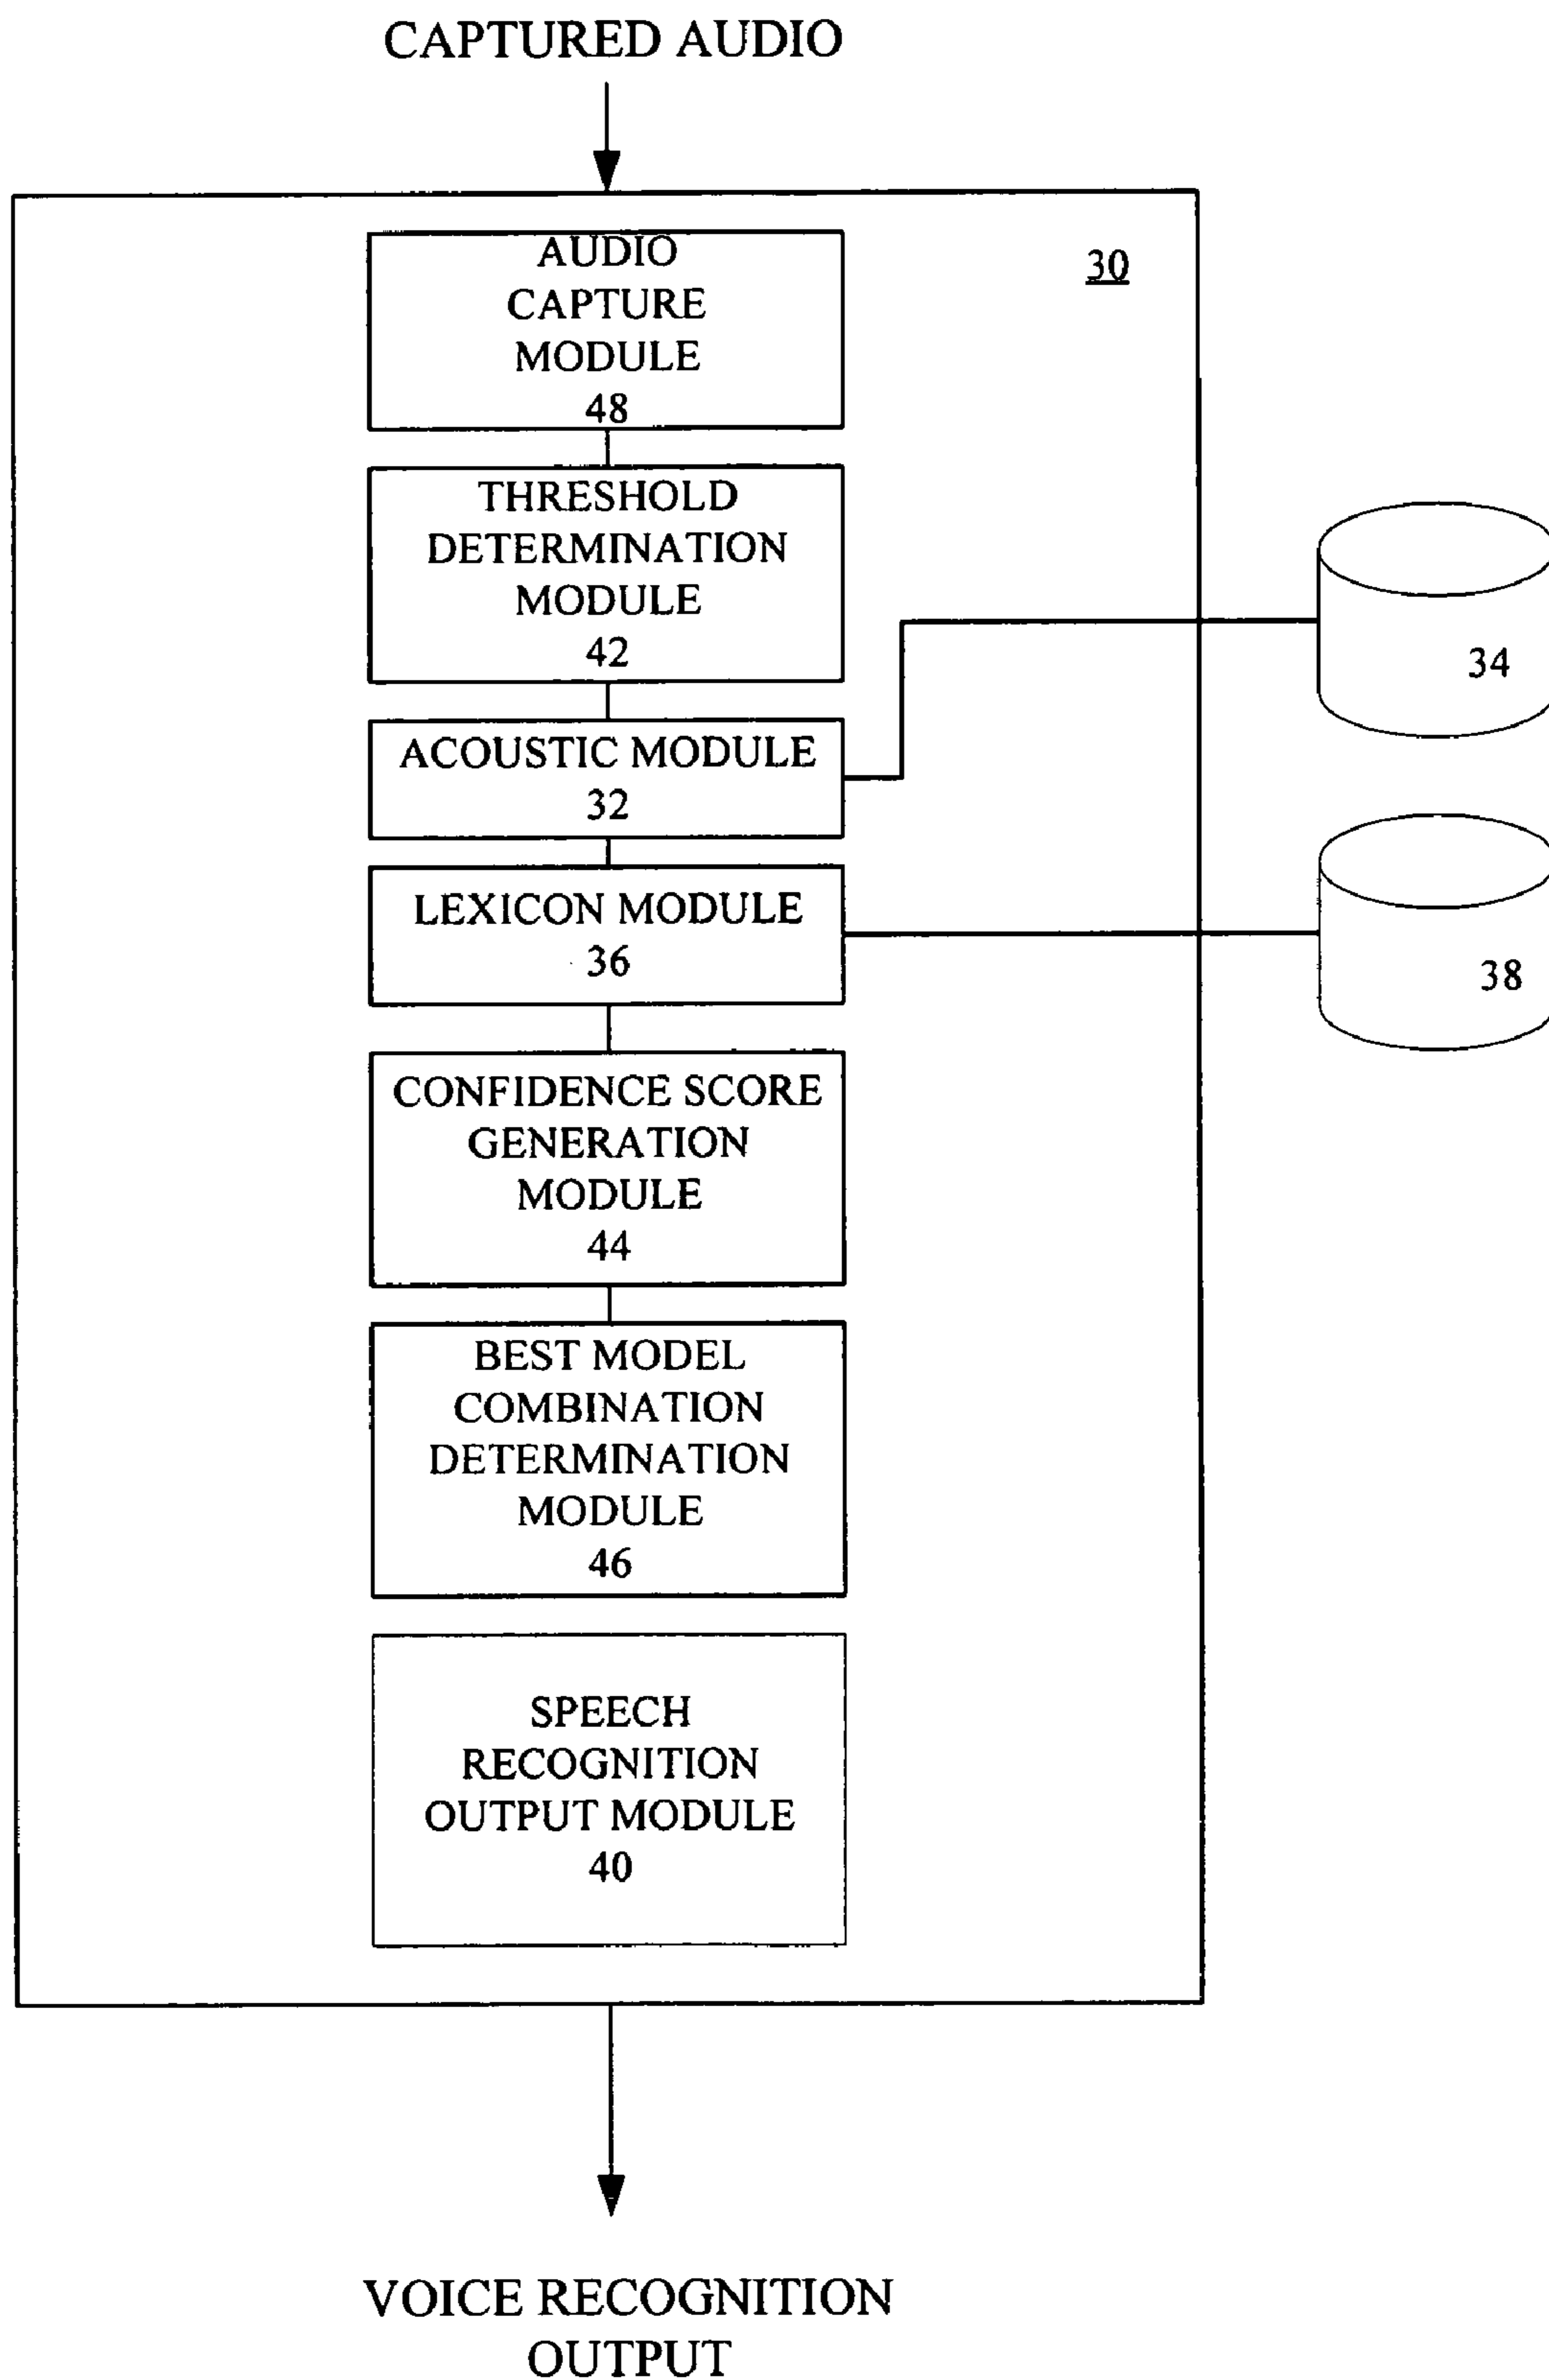 CAPTURED AUDIO
30
AUDIO
CAPTURE
MODULE
48
THRESHOLD
DETERMINATION
MODULE
42
34
ACOUSTIC MODULE
32
LEXICON MODULE
36
38
CONFIDENCE SCORE
GENERATION
MODULE
44
BEST MODEL
COMBINATION
DETERMINATION
MODULE
46
SPEECH
RECOGNITION
OUTPUT MODULE
40
VOICE RECOGNITION
OUTPUT